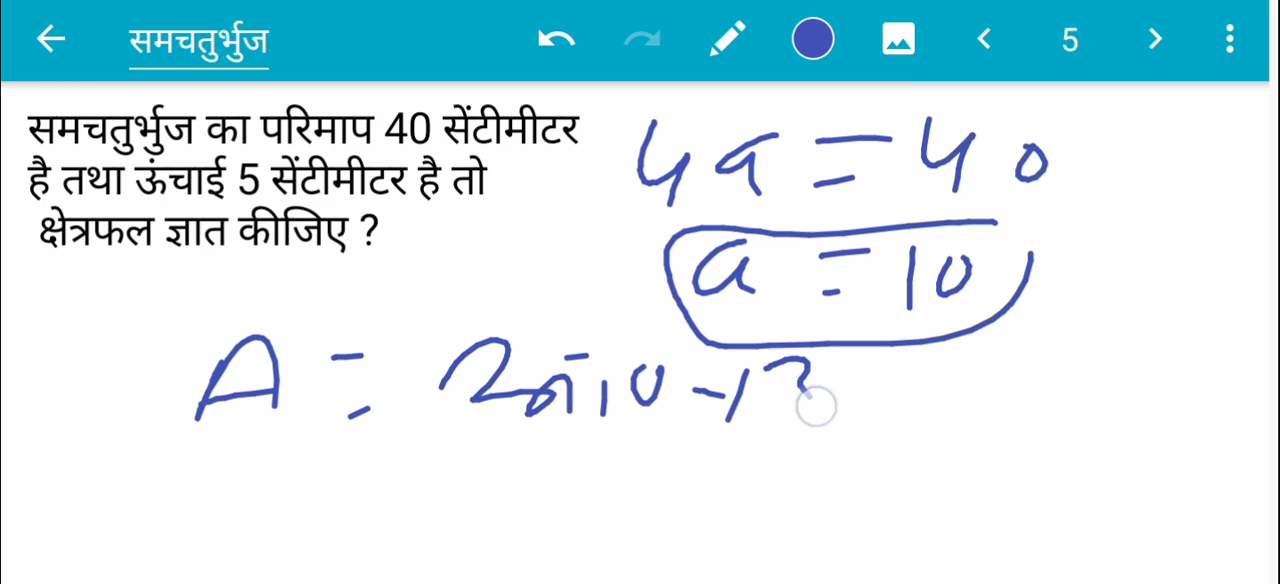 समचतुर्भुज
5
समचतुर्भुज का परिमाप 40 सेंटीमीटर
है तथा ऊंचाई 5 सेंटीमीटर है तो
क्षेत्रफल ज्ञात कीजिए ?
4a = 40
a = 10
A =